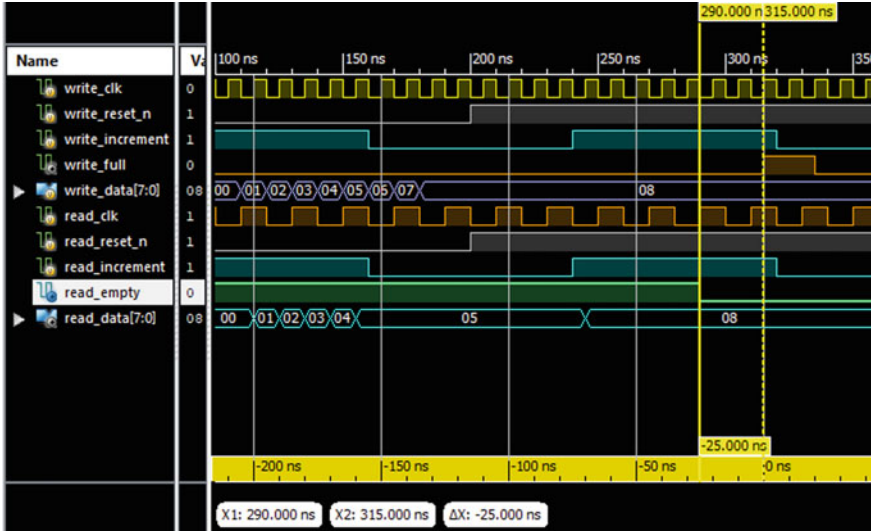 290.000 n 315.000 ns
Name V
100 ns 150 ns 200 ns 250 ns 300 ns 35
write_clk 0
write_reset_n 1
write_increment 1
write_full 0
write_data[7:0] 08 00 01 02 03 04 05 05 07 08
read_clk 1
read_reset_n 1
read_increment 1
read_empty 0
read_data[7:0] 08 00 01 02 03 04 05 08
-25.000 ns
-200 ns -150 ns -100 ns -50 ns 0 ns
X1: 290.000 ns X2: 315.000 ns ΔX: -25.000 ns